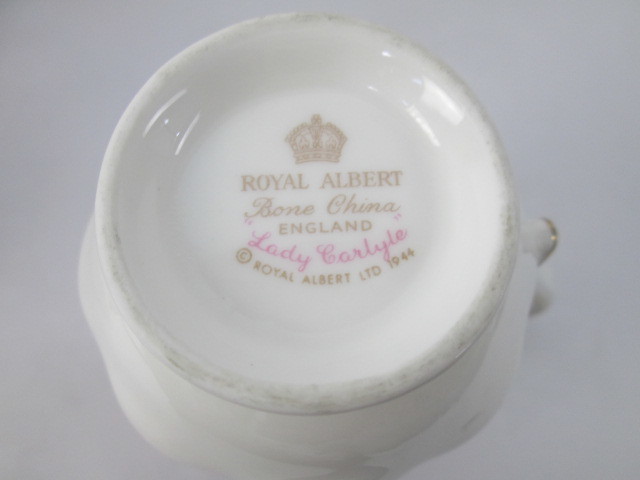 ROYAL ALBERT
Bone China
ENGLAND
"Lady Carlyle"
© ROYAL ALBERT LTD 1944